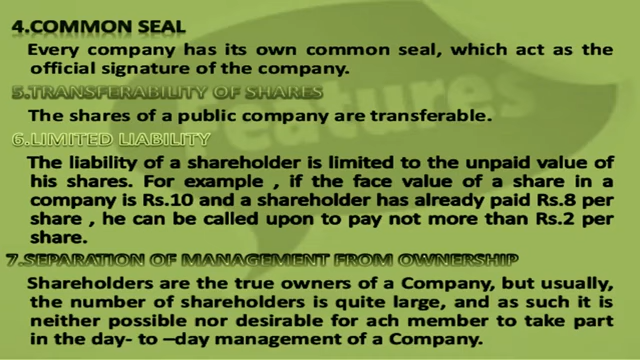 4.COMMON SEAL
Every company has its own common seal, which act as the
official signature of the company.
5.TRANSFERABILITY OF SHARES
The shares of a public company are transferable.
6.LIMITED LIABILITY
The liability of a shareholder is limited to the unpaid value of
his shares. For example , if the face value of a share in a
company is Rs.10 and a shareholder has already paid Rs.8 per
share , he can be called upon to pay not more than Rs.2 per
share.
7.SEPARATION OF MANAGEMENT FROM OWNERSHIP
Shareholders are the true owners of a Company, but usually,
the number of shareholders is quite large, and as such it is
neither possible nor desirable for ach member to take part
in the day- to –day management of a Company.
features